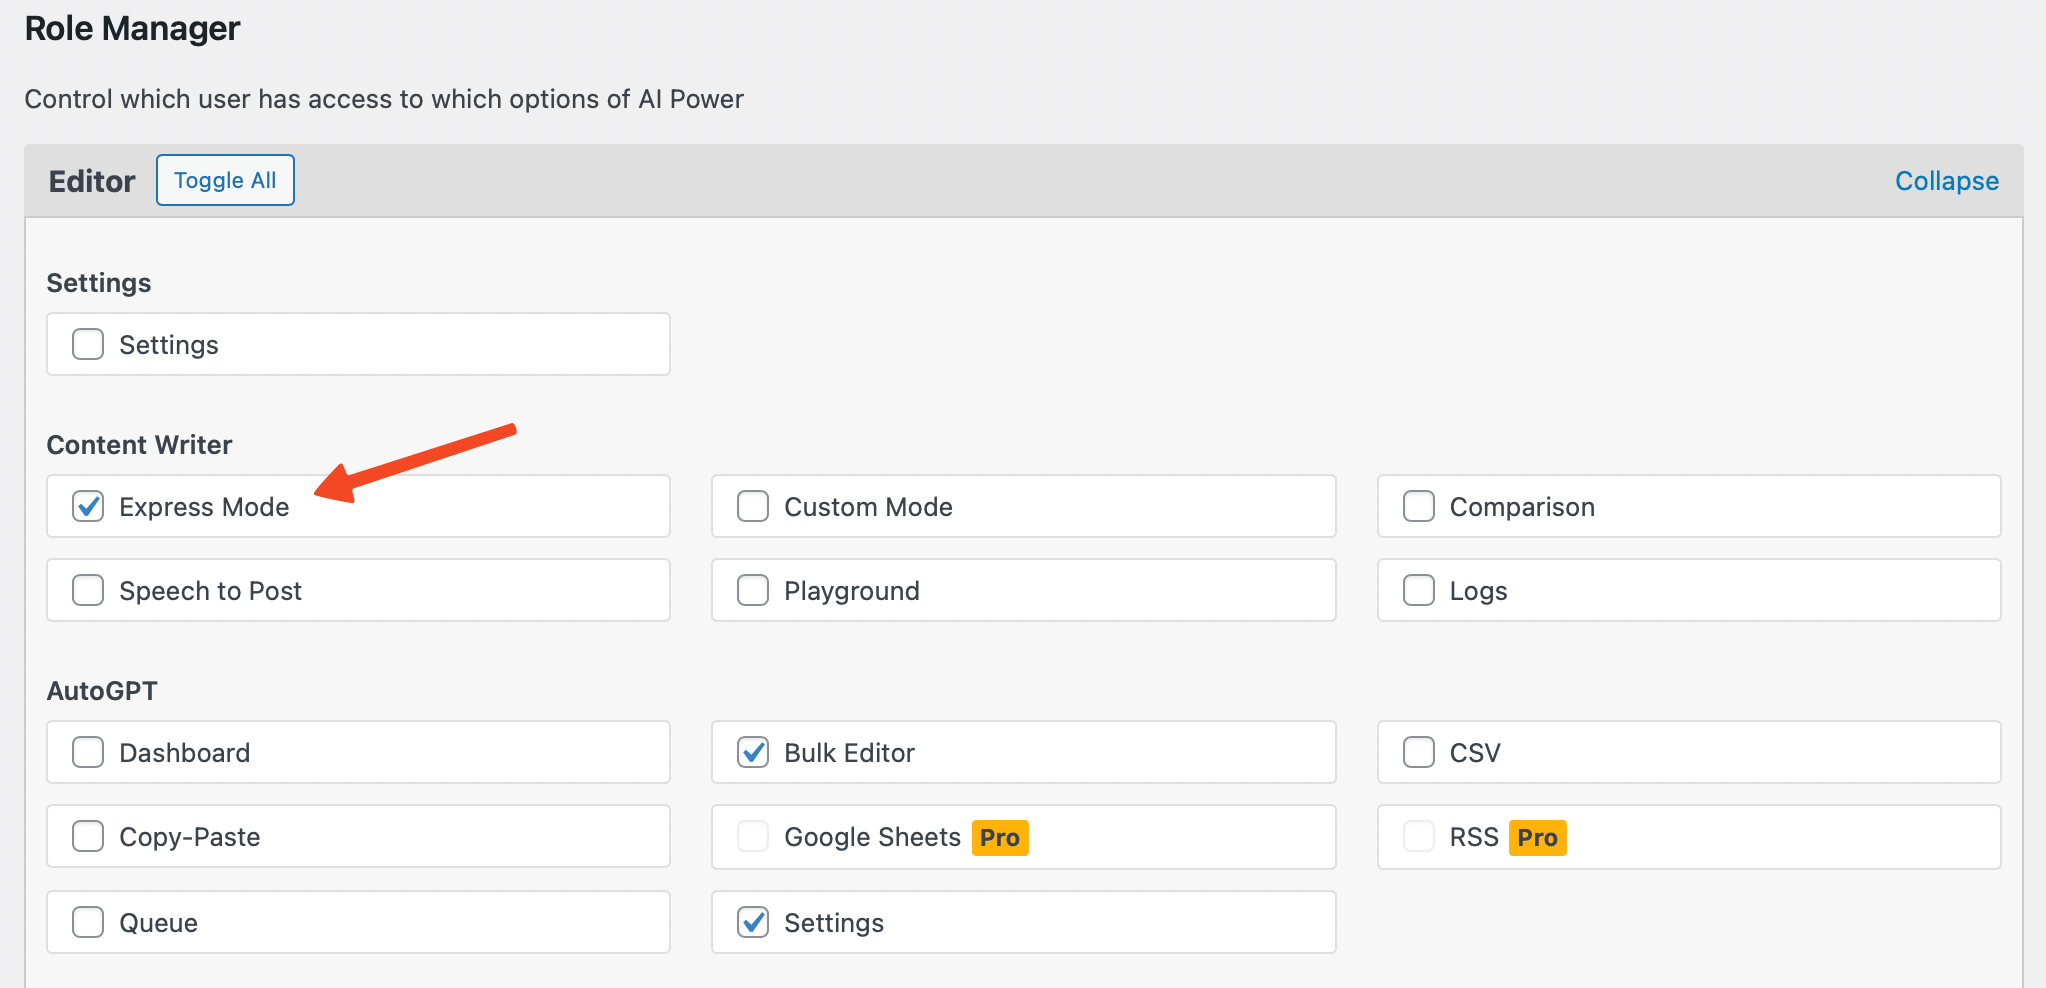 Role Manager
Control which user has access to which options of AI Power
Editor Toggle All Collapse
Settings
Settings
Content Writer
Express Mode Custom Mode Comparison
Speech to Post Playground Logs
AutoGPT
Dashboard Bulk Editor CSV
Copy-Paste Google Sheets Pro RSS Pro
Queue Settings